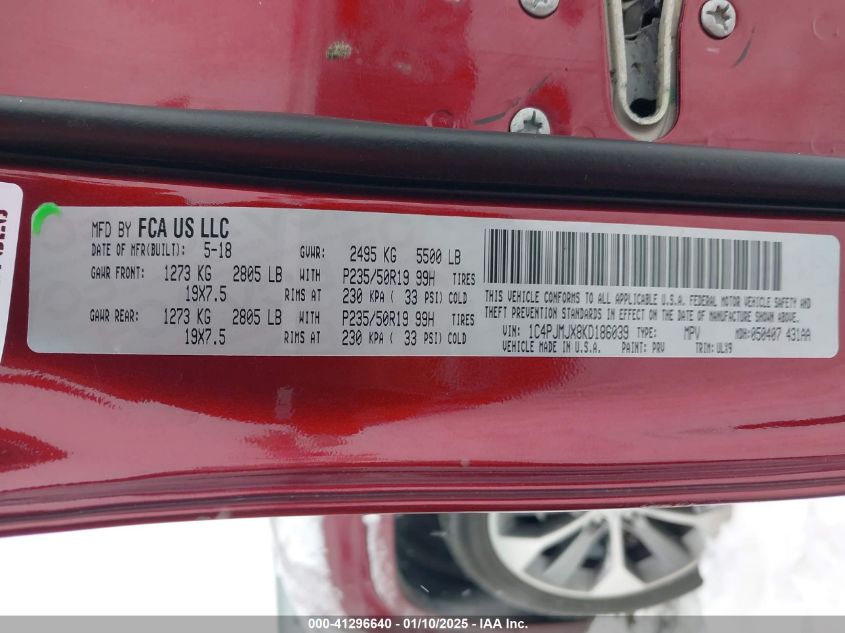 MFD BY FCA US LLC
DATE OF MFR(BUILT): 5-18 GVWR: 2495 KG 5500 LB
GAWR FRONT: 1273 KG 2805 LB WITH P235/50R19 99H TIRES
19X7.5 RIMS AT 230 KPA ( 33 PSI) COLD
GAWR REAR: 1273 KG 2805 LB WITH P235/50R19 99H TIRES
19X7.5 RIMS AT 230 KPA ( 33 PSI) COLD
THIS VEHICLE CONFORMS TO ALL APPLICABLE U.S.A. FEDERAL MOTOR VEHICLE SAFETY, BUMPER AND
THEFT PREVENTION STANDARDS IN EFFECT ON THE DATE OF MANUFACTURE SHOWN ABOVE.
VIN: 1C4PJMJX8KD186039 TYPE: MPV MDH:050407 431AA
VEHICLE MADE IN U.S.A. PAINT: PRV TRIM: ULX9
000-41296640 - 01/10/2025 - IAA Inc.